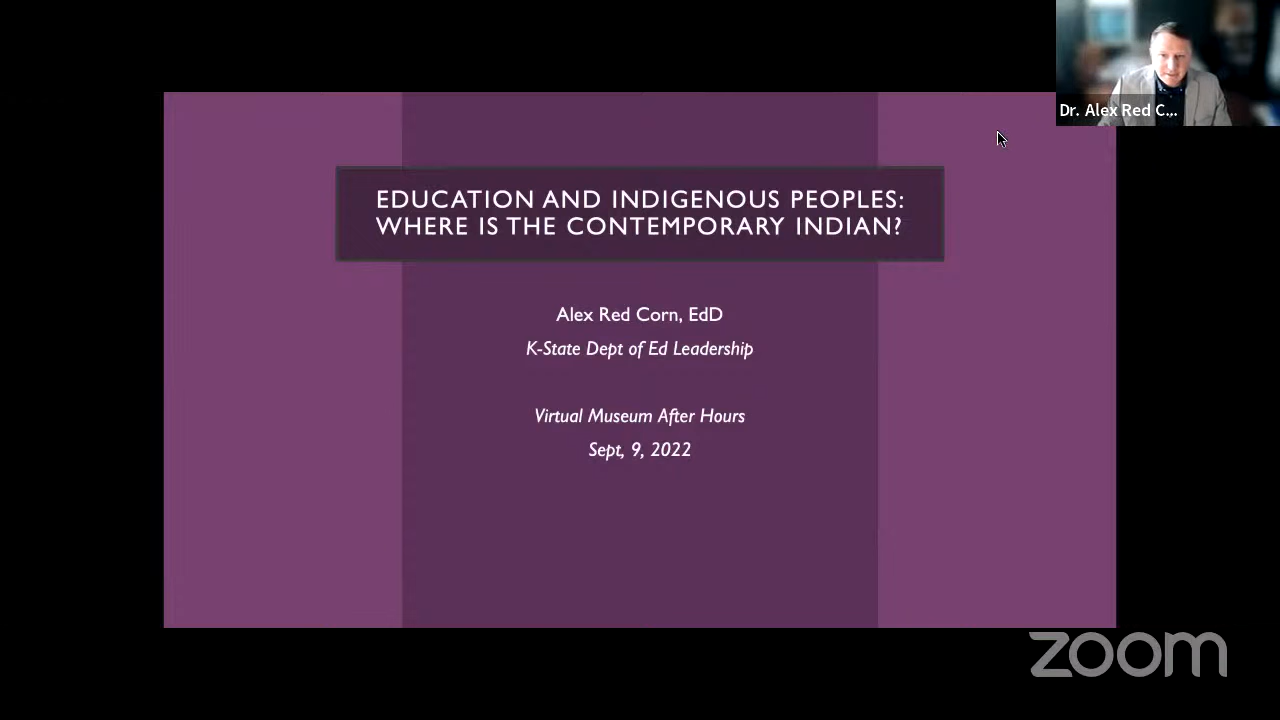 Dr. Alex Red C...
EDUCATION AND INDIGENOUS PEOPLES:
WHERE IS THE CONTEMPORARY INDIAN?
Alex Red Corn, EdD
K-State Dept of Ed Leadership
Virtual Museum After Hours
Sept, 9, 2022
zoom